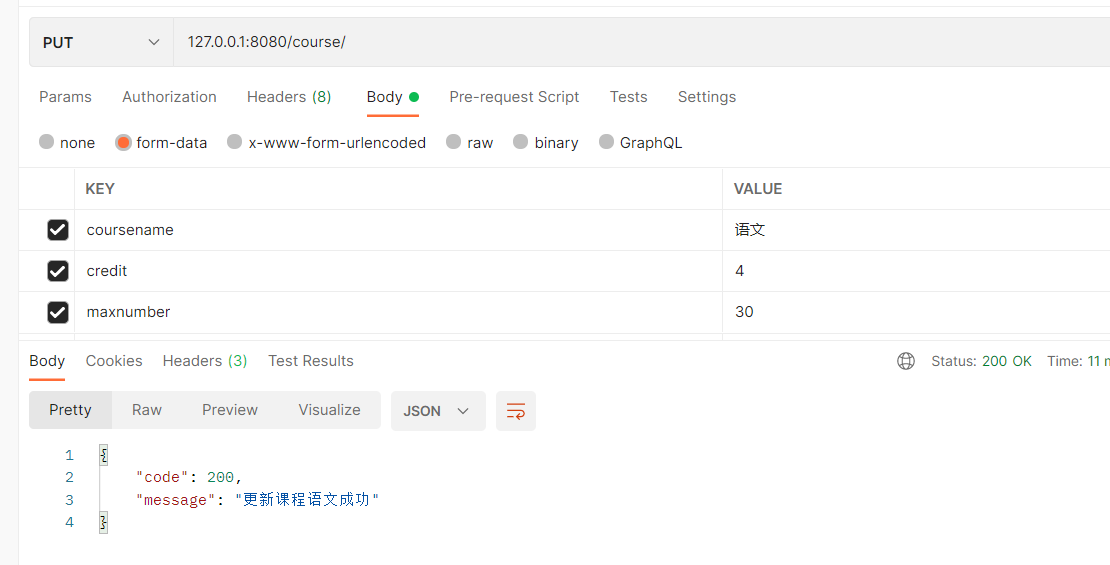 PUT 127.0.0.1:8080/course/
Params Authorization Headers (8) Body Pre-request Script Tests Settings
none form-data x-www-form-urlencoded raw binary GraphQL
KEY VALUE
coursename 语文
credit 4
maxnumber 30
Body Cookies Headers (3) Test Results Status: 200 OK Time: 11
Pretty Raw Preview Visualize JSON
1 {
2 "code": 200,
3 "message": "更新课程语文成功"
4 }